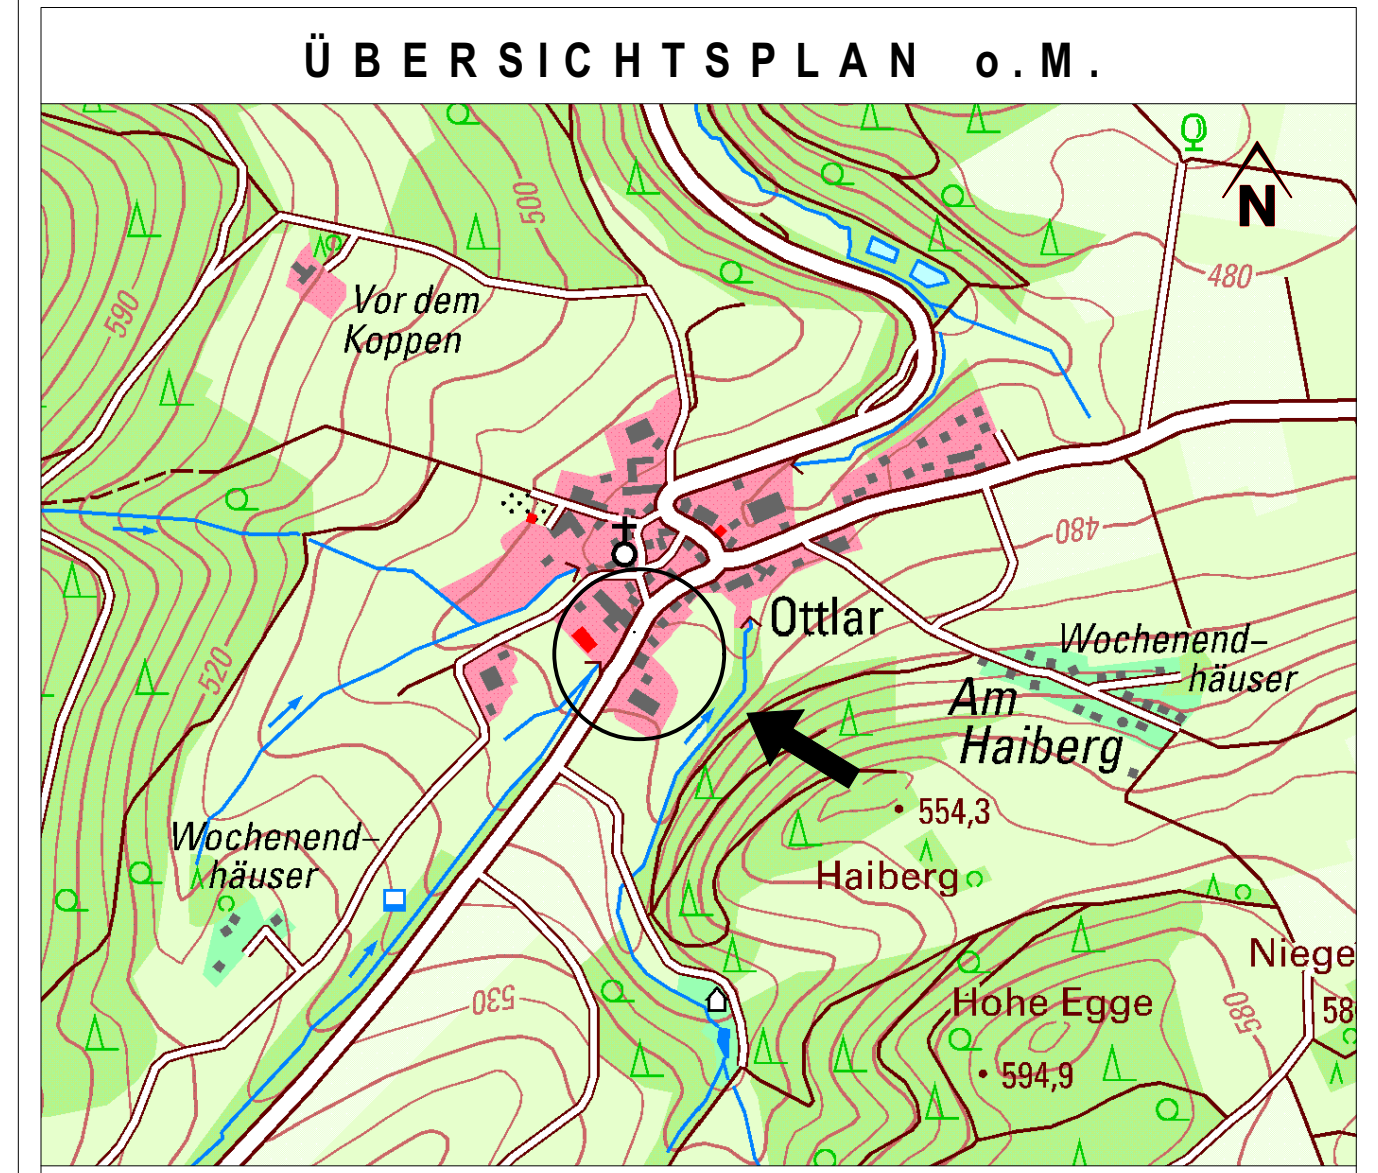 ÜBERSICHTSPLAN o.M.
N
500
480
590
Vor dem
Koppen
480
Ottlar
520
Wochenend-
häuser
Am
Haiberg
554,3
Wochenend-
häuser
Haiberg
530
Niege
Hohe Egge
580
58
594,9